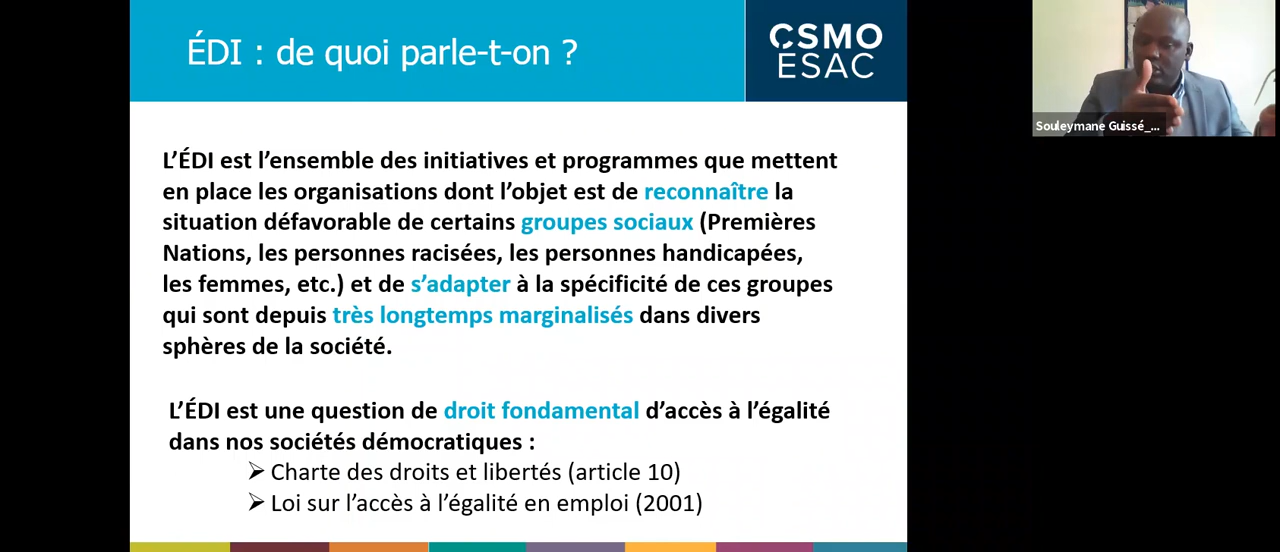 ÉDI : de quoi parle-t-on ?
CSMO
ÉSAC
Souleymane Guissé_...
L’ÉDI est l’ensemble des initiatives et programmes que mettent
en place les organisations dont l’objet est de reconnaître la
situation défavorable de certains groupes sociaux (Premières
Nations, les personnes racisées, les personnes handicapées,
les femmes, etc.) et de s’adapter à la spécificité de ces groupes
qui sont depuis très longtemps marginalisés dans divers
sphères de la société.
L’ÉDI est une question de droit fondamental d’accès à l’égalité
dans nos sociétés démocratiques :
➢ Charte des droits et libertés (article 10)
➢ Loi sur l’accès à l’égalité en emploi (2001)